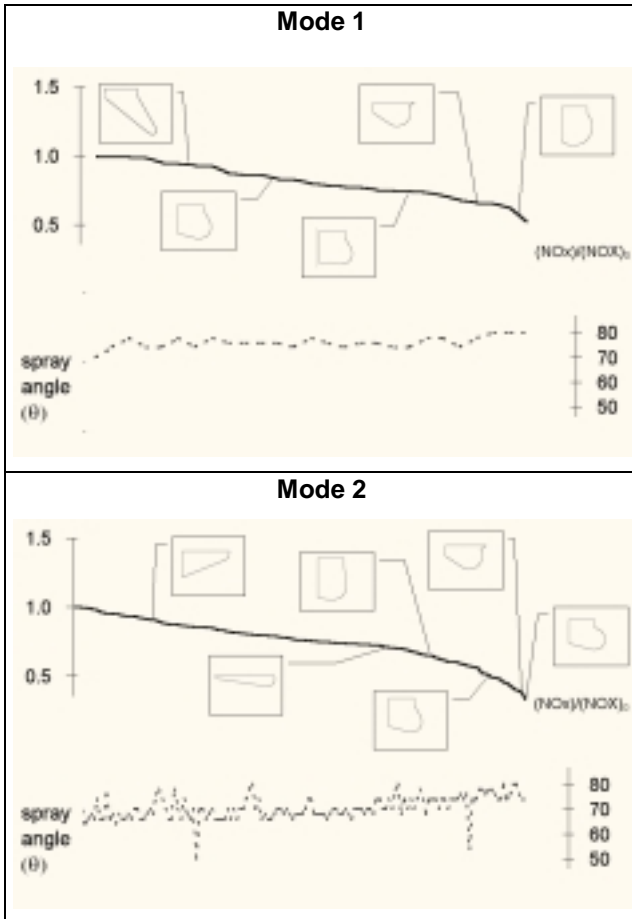 Mode 1
1.5
1.0
0.5
(NOx)/(NOX)₀
spray
angle
(θ)
80
70
60
50
Mode 2
1.5
1.0
0.5
(NOx)/(NOX)₀
spray
angle
(θ)
80
70
60
50